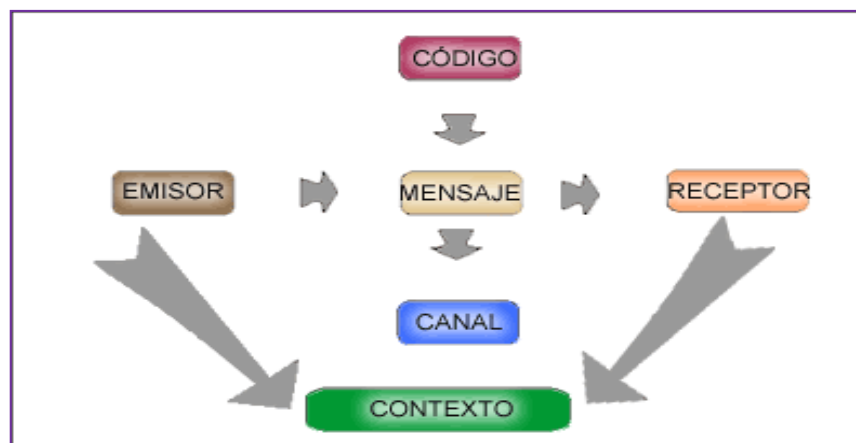 CÓDIGO
EMISOR
MENSAJE
RECEPTOR
CANAL
CONTEXTO